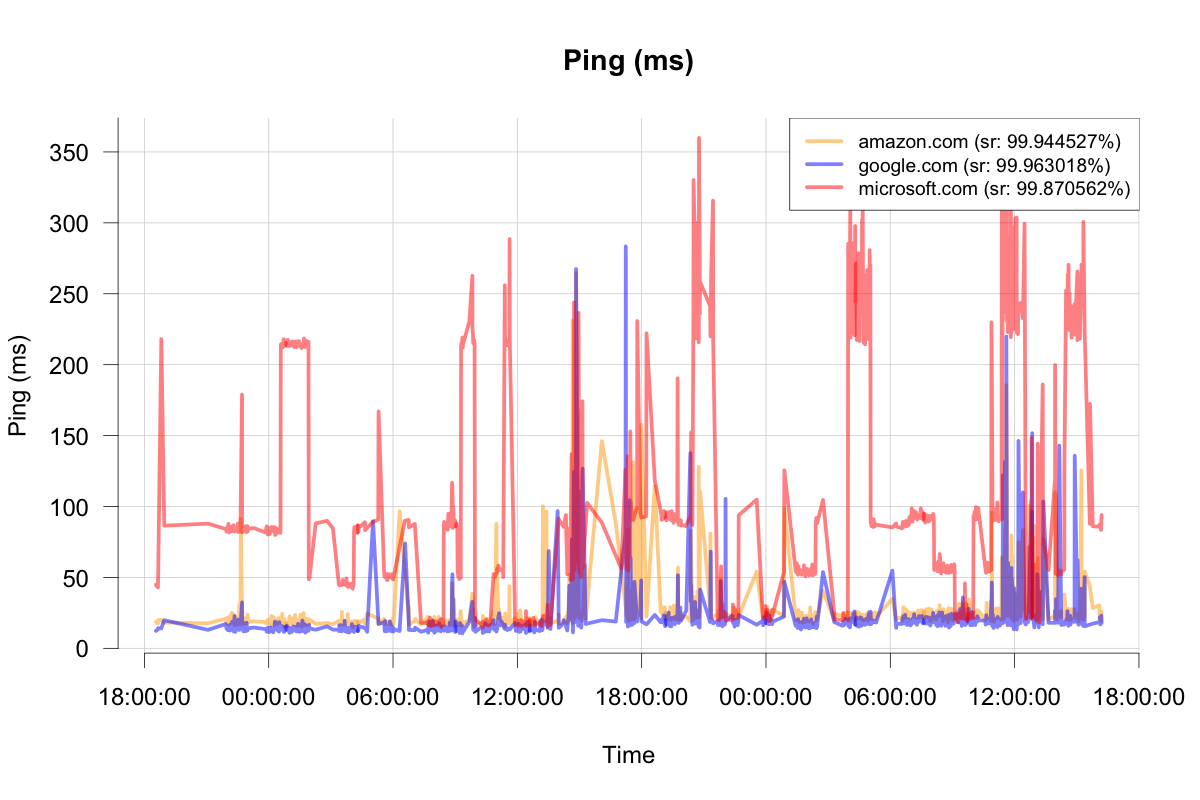 Ping (ms)
amazon.com (sr: 99.944527%)
google.com (sr: 99.963018%)
microsoft.com (sr: 99.870562%)
Ping (ms)
350
300
250
200
150
100
50
0
18:00:00 00:00:00 06:00:00 12:00:00 18:00:00 00:00:00 06:00:00 12:00:00 18:00:00
Time